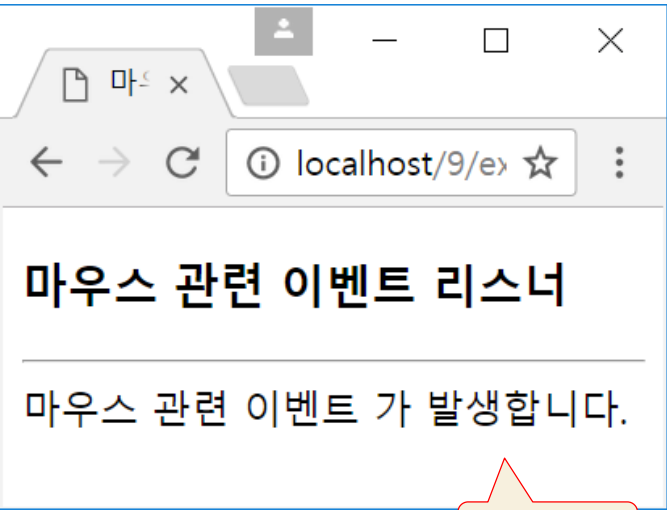 마
localhost/9/ex
마우스 관련 이벤트 리스너
마우스 관련 이벤트 가 발생합니다.